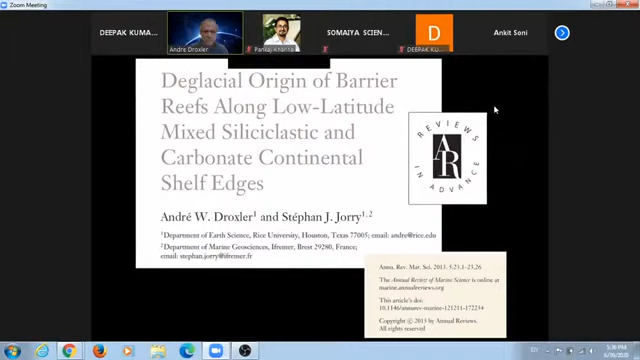 Zoom Meeting
DEEPAK KUMA...
Andre Droxler
Pankaj Khanna
SOMAIYA SCIEN...
D
DEEPAK KU...
Ankit Soni
Deglacial Origin of Barrier
Reefs Along Low-Latitude
Mixed Siliciclastic and
Carbonate Continental
Shelf Edges
REVIEWS
AR
IN ADVANCE
André W. Droxler¹ and Stéphan J. Jorry¹,²
¹Department of Earth Science, Rice University, Houston, Texas 77005; email: andre@rice.edu
²Department of Marine Geosciences, Ifremer, Brest 29280, France;
email: stephan.jorry@ifremer.fr
Annu. Rev. Mar. Sci. 2013. 5:23.1–23.26
The Annual Review of Marine Science is online at
marine.annualreviews.org
This article's doi:
10.1146/annurev-marine-121211-172234
Copyright © 2013 by Annual Reviews.
All rights reserved
EN
5:36 PM